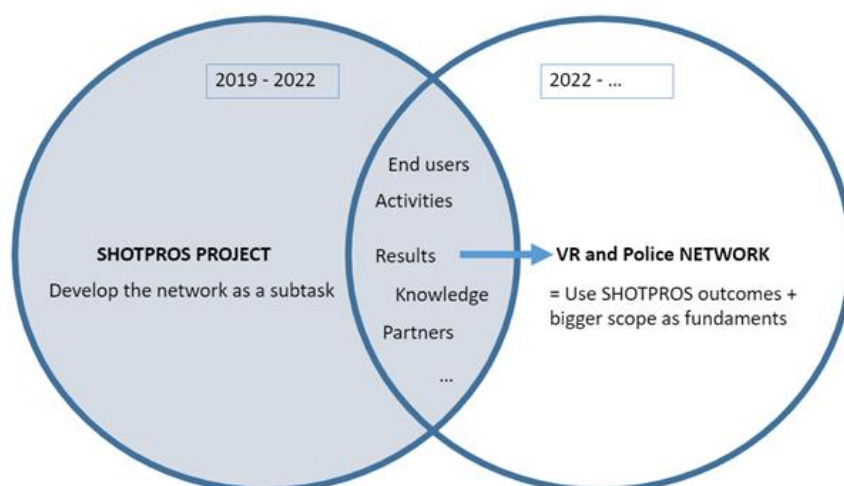 2019 - 2022
2022 - ...
End users
Activities
SHOTPROS PROJECT
Develop the network as a subtask
Results
Knowledge
Partners
...
VR and Police NETWORK
= Use SHOTPROS outcomes +
bigger scope as fundaments